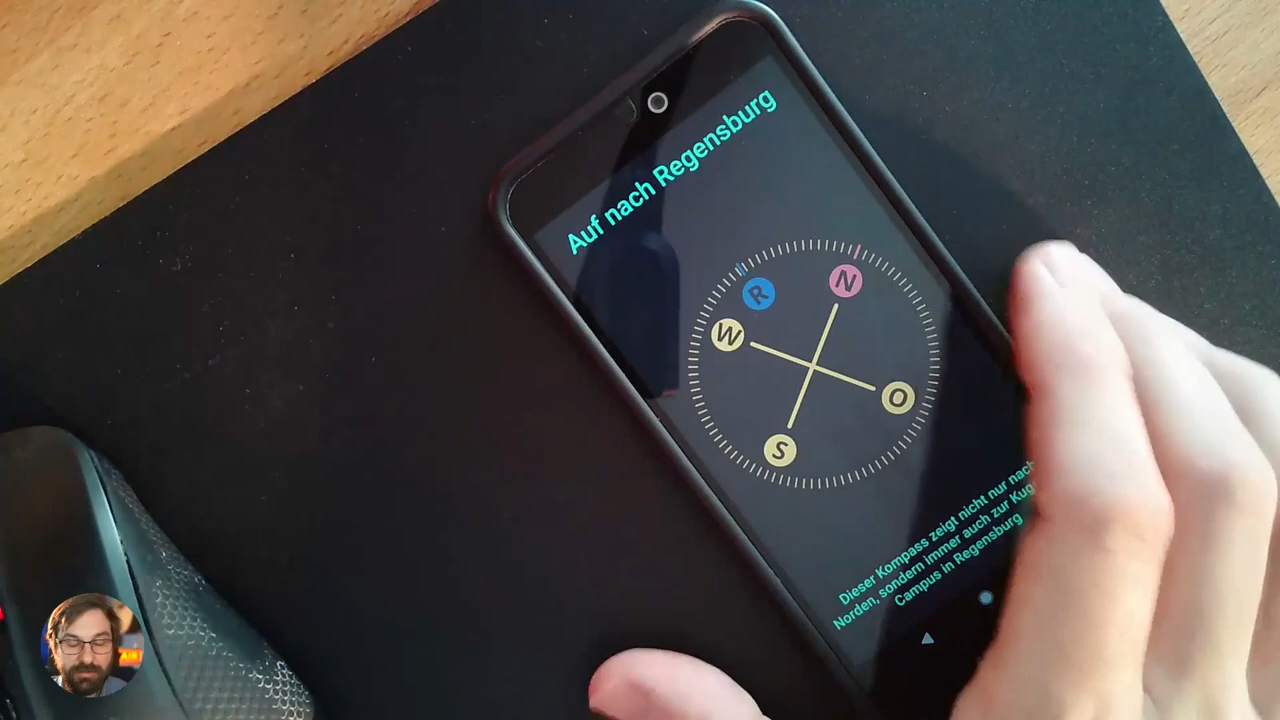 Auf nach Regensburg
N
R
W
O
S
Dieser Kompass zeigt nicht nur nach
Norden, sondern immer auch zur Kug
Campus in Regensburg